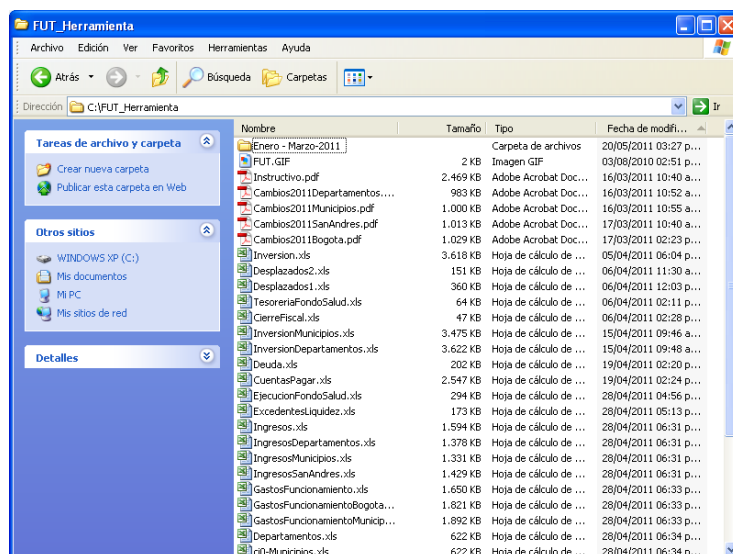 FUT_Herramienta
Archivo Edición Ver Favoritos Herramientas Ayuda
Atrás Búsqueda Carpetas
Dirección C:\FUT_Herramienta Ir
Tareas de archivo y carpeta
Crear nueva carpeta
Publicar esta carpeta en Web
Otros sitios
WINDOWS XP (C:)
Mis documentos
Mi PC
Mis sitios de red
Detalles
Nombre Tamaño Tipo Fecha de modifi...
Enero - Marzo-2011 Carpeta de archivos 20/05/2011 03:27 p...
FUT.GIF 2 KB Imagen GIF 03/08/2010 02:51 p...
Instructivo.pdf 2.469 KB Adobe Acrobat Doc... 16/03/2011 10:40 a...
Cambios2011Departamentos.... 983 KB Adobe Acrobat Doc... 16/03/2011 10:52 a...
Cambios2011Municipios.pdf 1.000 KB Adobe Acrobat Doc... 16/03/2011 10:55 a...
Cambios2011SanAndres.pdf 1.013 KB Adobe Acrobat Doc... 17/03/2011 10:40 a...
Cambios2011Bogota.pdf 1.029 KB Adobe Acrobat Doc... 17/03/2011 02:23 p...
Inversion.xls 3.618 KB Hoja de cálculo de ... 05/04/2011 06:04 p...
Desplazados2.xls 151 KB Hoja de cálculo de ... 06/04/2011 11:30 a...
Desplazados1.xls 360 KB Hoja de cálculo de ... 06/04/2011 12:03 p...
TesoreriaFondoSalud.xls 64 KB Hoja de cálculo de ... 06/04/2011 02:11 p...
CierreFiscal.xls 47 KB Hoja de cálculo de ... 06/04/2011 02:28 p...
InversionMunicipios.xls 3.475 KB Hoja de cálculo de ... 15/04/2011 09:46 a...
InversionDepartamentos.xls 3.622 KB Hoja de cálculo de ... 15/04/2011 09:48 a...
Deuda.xls 202 KB Hoja de cálculo de ... 19/04/2011 02:20 p...
CuentasPagar.xls 2.547 KB Hoja de cálculo de ... 19/04/2011 02:24 p...
EjecucionFondoSalud.xls 294 KB Hoja de cálculo de ... 28/04/2011 04:56 p...
ExcedentesLiquidez.xls 173 KB Hoja de cálculo de ... 28/04/2011 05:13 p...
Ingresos.xls 1.594 KB Hoja de cálculo de ... 28/04/2011 06:31 p...
IngresosDepartamentos.xls 1.378 KB Hoja de cálculo de ... 28/04/2011 06:31 p...
IngresosMunicipios.xls 1.331 KB Hoja de cálculo de ... 28/04/2011 06:31 p...
IngresosSanAndres.xls 1.429 KB Hoja de cálculo de ... 28/04/2011 06:31 p...
GastosFuncionamiento.xls 1.650 KB Hoja de cálculo de ... 28/04/2011 06:33 p...
GastosFuncionamientoBogota... 1.821 KB Hoja de cálculo de ... 28/04/2011 06:33 p...
GastosFuncionamientoMunicip... 1.892 KB Hoja de cálculo de ... 28/04/2011 06:33 p...
Departamentos.xls 622 KB Hoja de cálculo de ... 28/04/2011 06:34 p...
ci0-Municipios.xls 622 KB Hoja de cálculo de ... 28/04/2011 06:34 p...